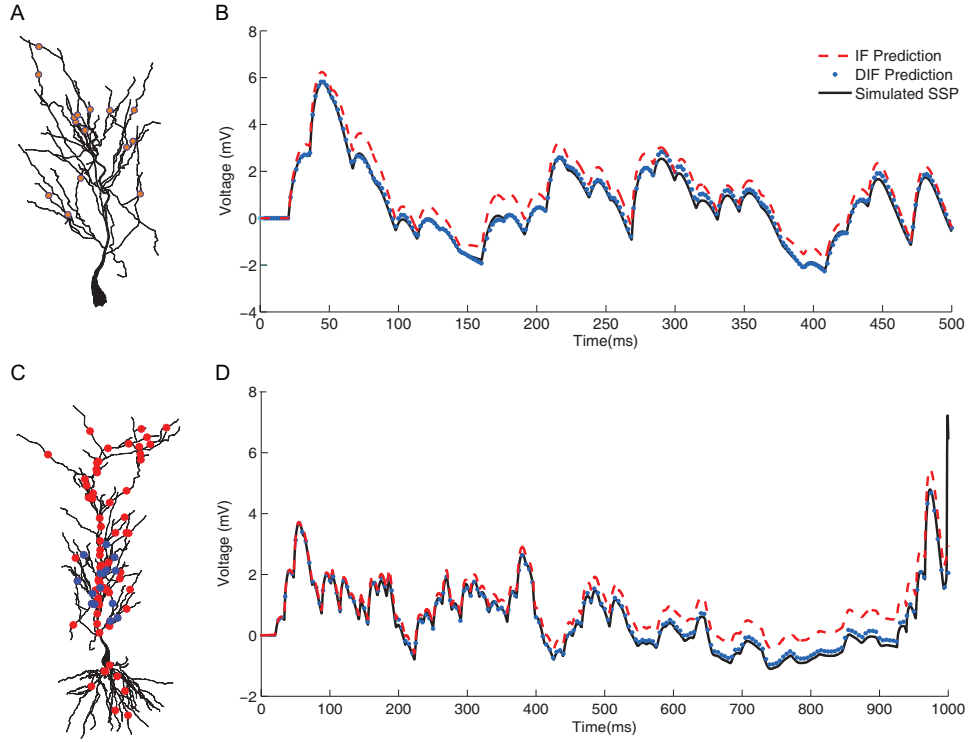 A
B
8
6
4
2
0
−2
−4
Voltage (mV)
IF Prediction
DIF Prediction
Simulated SSP
0 50 100 150 200 250 300 350 400 450 500
Time(ms)
C
D
8
6
4
2
0
−2
Voltage (mV)
0 100 200 300 400 500 600 700 800 900 1000
Time(ms)